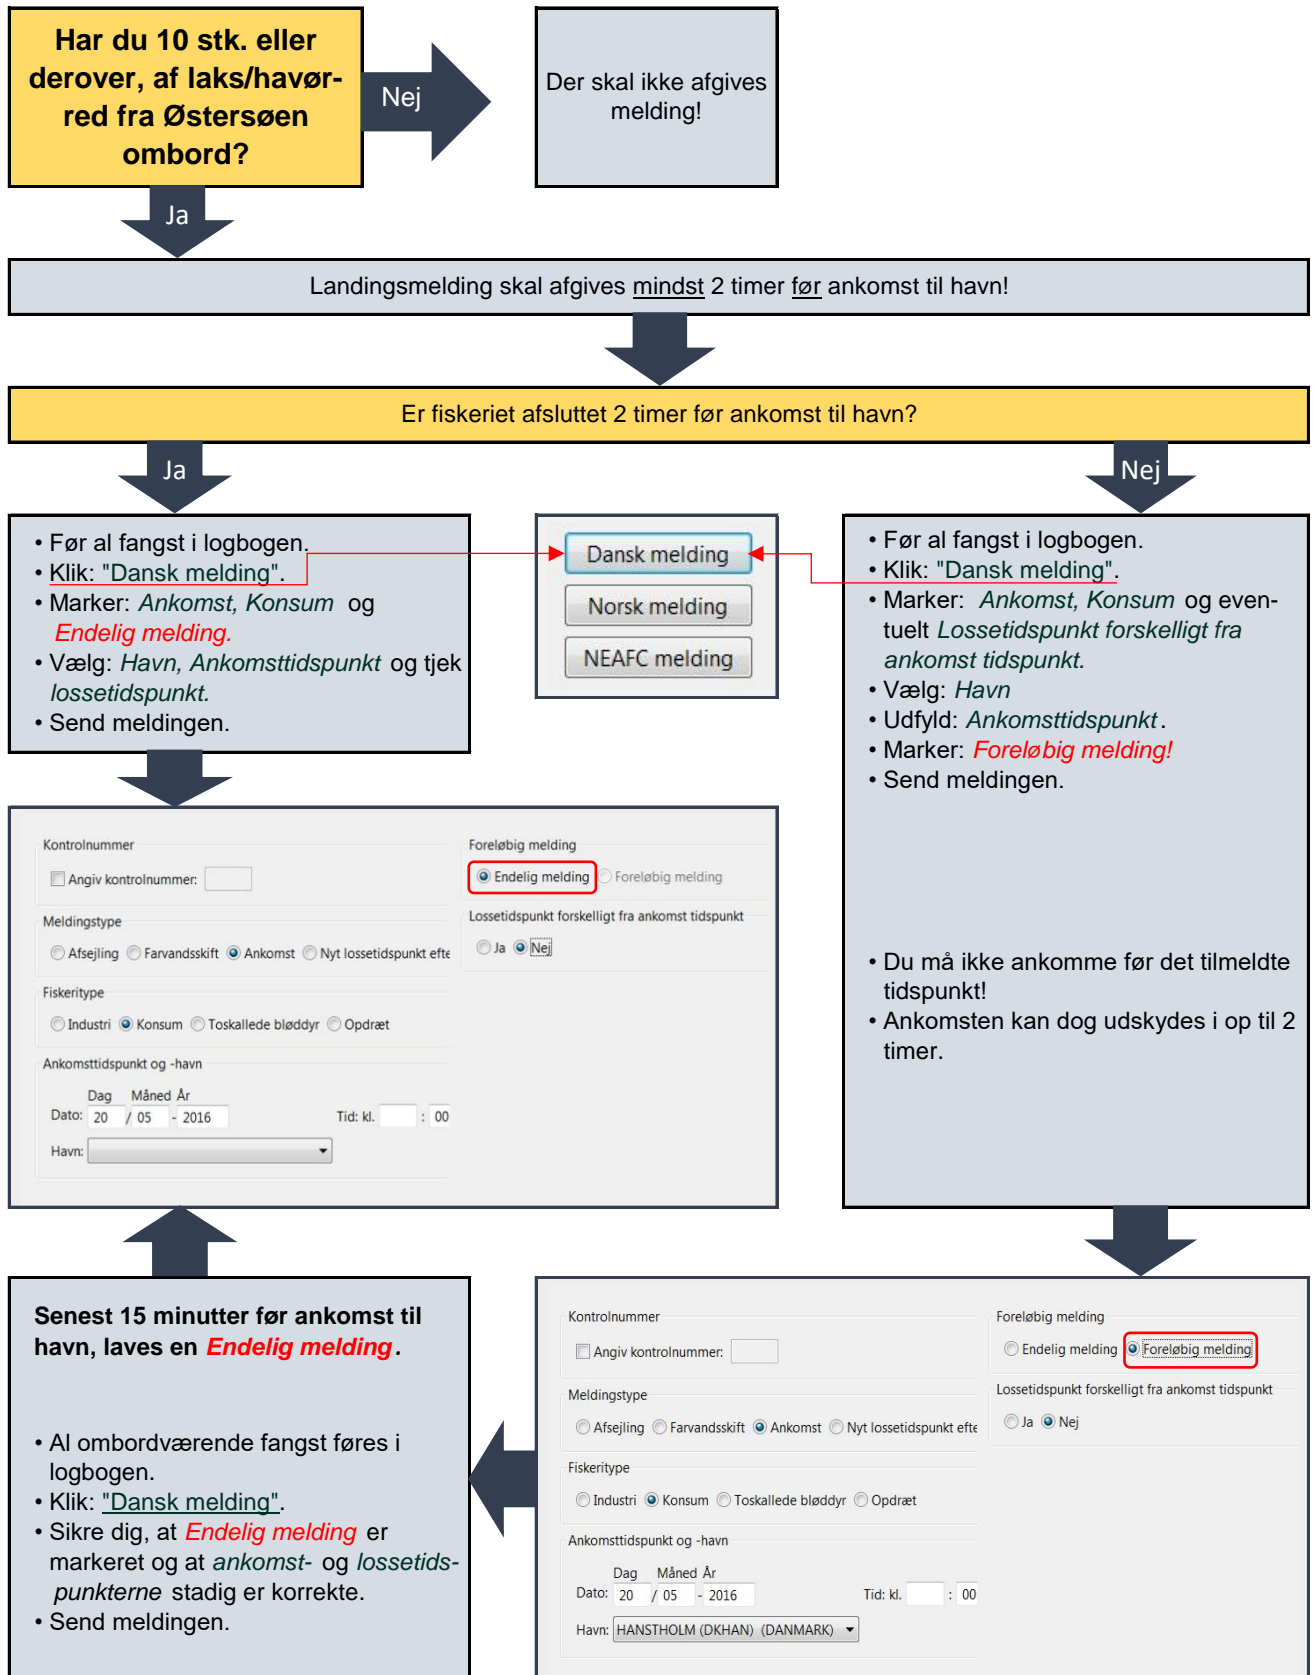 Har du 10 stk. eller
derover, af laks/havør-
red fra Østersøen
ombord?
Nej
Der skal ikke afgives
melding!
Ja
Landingsmelding skal afgives mindst 2 timer før ankomst til havn!
Er fiskeriet afsluttet 2 timer før ankomst til havn?
Ja
Nej
• Før al fangst i logbogen.
• Klik: "Dansk melding".
• Marker: Ankomst, Konsum og
Endelig melding.
• Vælg: Havn, Ankomsttidspunkt og tjek
lossetidspunkt.
• Send meldingen.
Dansk melding
Norsk melding
NEAFC melding
• Før al fangst i logbogen.
• Klik: "Dansk melding".
• Marker: Ankomst, Konsum og even-
tuelt Lossetidspunkt forskelligt fra
ankomst tidspunkt.
• Vælg: Havn
• Udfyld: Ankomsttidspunkt.
• Marker: Foreløbig melding!
• Send meldingen.
• Du må ikke ankomme før det tilmeldte
tidspunkt!
• Ankomsten kan dog udskydes i op til 2
timer.
Kontrolnummer
Angiv kontrolnummer:
Meldingstype
Afsejling Farvandsskift Ankomst Nyt lossetidspunkt efte
Fiskeritype
Industri Konsum Toskallede bløddyr Opdræt
Ankomsttidspunkt og -havn
Dag Måned År
Dato: 20 / 05 - 2016 Tid: kl. : 00
Havn:
Foreløbig melding
Endelig melding Foreløbig melding
Lossetidspunkt forskelligt fra ankomst tidspunkt
Ja Nej
Senest 15 minutter før ankomst til
havn, laves en Endelig melding.
• Al ombordværende fangst føres i
logbogen.
• Klik: "Dansk melding".
• Sikre dig, at Endelig melding er
markeret og at ankomst- og lossetids-
punkterne stadig er korrekte.
• Send meldingen.
Kontrolnummer
Angiv kontrolnummer:
Meldingstype
Afsejling Farvandsskift Ankomst Nyt lossetidspunkt efte
Fiskeritype
Industri Konsum Toskallede bløddyr Opdræt
Ankomsttidspunkt og -havn
Dag Måned År
Dato: 20 / 05 - 2016 Tid: kl. : 00
Havn: HANSTHOLM (DKHAN) (DANMARK)
Foreløbig melding
Endelig melding Foreløbig melding
Lossetidspunkt forskelligt fra ankomst tidspunkt
Ja Nej